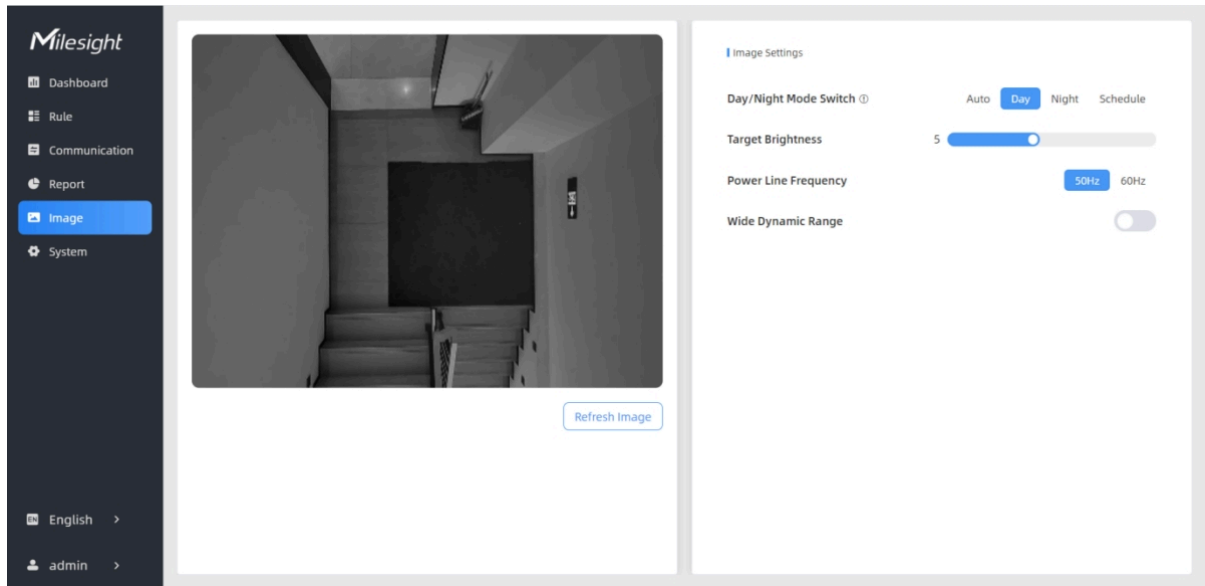 Milesight
Dashboard
Rule
Communication
Report
Image
System
EN English >
admin >
Refresh Image
Image Settings
Day/Night Mode Switch Auto Day Night Schedule
Target Brightness 5
Power Line Frequency 50Hz 60Hz
Wide Dynamic Range